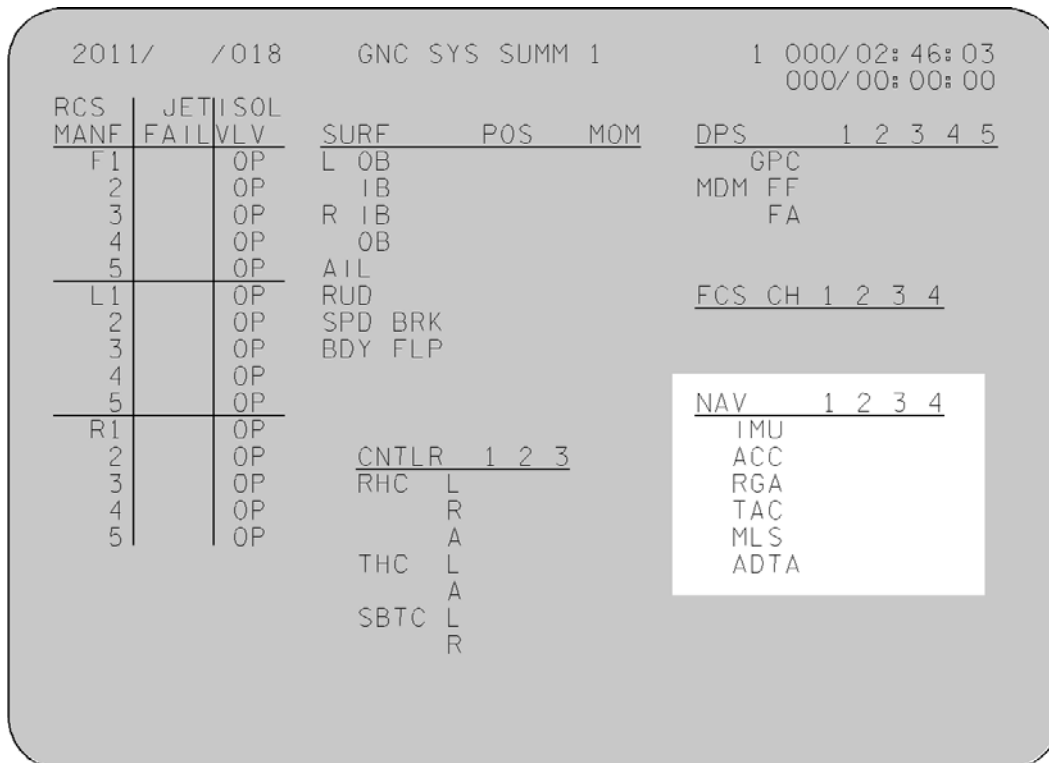 2011/ /018 GNC SYS SUMM 1 1 000/02:46:03
000/00:00:00
RCS JET ISOL
MANF FAIL VLV
F1 OP
2 OP
3 OP
4 OP
5 OP
L1 OP
2 OP
3 OP
4 OP
5 OP
R1 OP
2 OP
3 OP
4 OP
5 OP
SURF POS MOM
L OB
IB
R IB
OB
AIL
RUD
SPD BRK
BDY FLP
CNTLR 1 2 3
RHC L
R
A
THC L
A
SBTC L
R
DPS 1 2 3 4 5
GPC
MDM FF
FA
FCS CH 1 2 3 4
NAV 1 2 3 4
IMU
ACC
RGA
TAC
MLS
ADTA